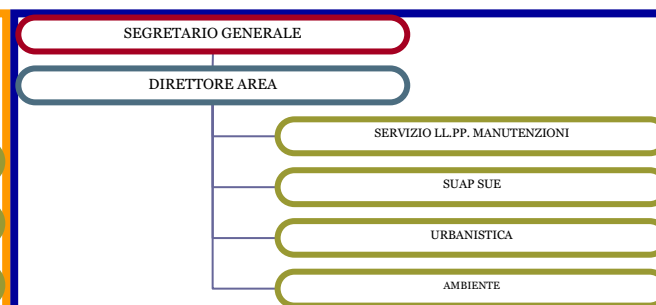 SEGRETARIO GENERALE
DIRETTORE AREA
SERVIZIO LL.PP. MANUTENZIONI
SUAP SUE
URBANISTICA
AMBIENTE